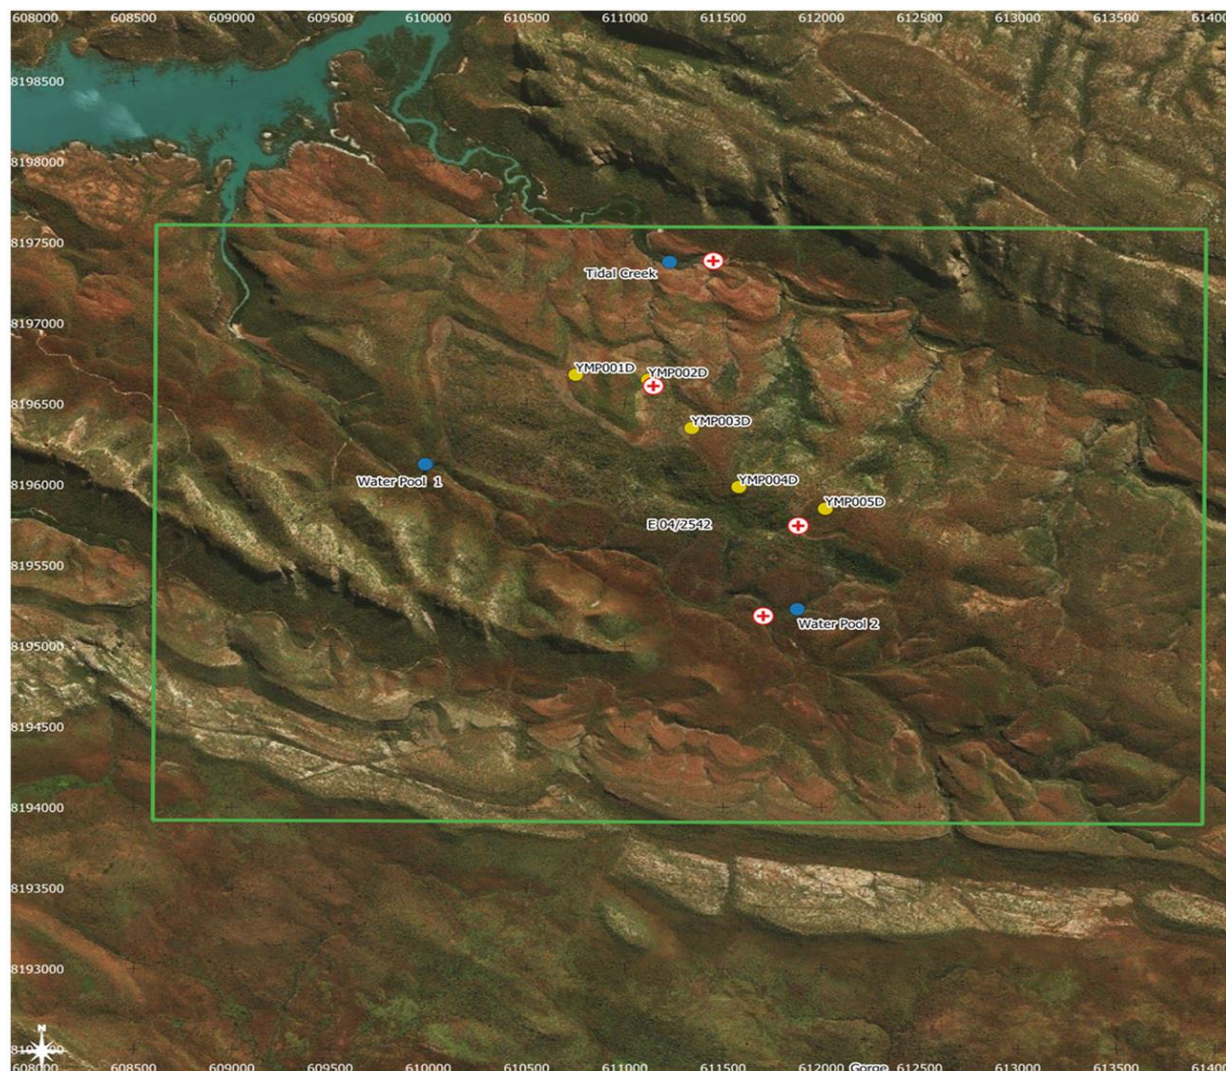 608000 608500 609000 609500 610000 610500 611000 611500 612000 612500 613000 613500
8198500
8198000
8197500
Tidal Creek
8197000
YMP001D YMP002D
8196500
YMP003D
Water Pool 1
YMP004D
8196000
YMP005D
E 04/2542
8195500
Water Pool 2
8195000
8194500
8194000
8193500
8193000
N
608000 608500 609000 609500 610000 610500 611000 611500 612000 612500 613000 613500
Gorge